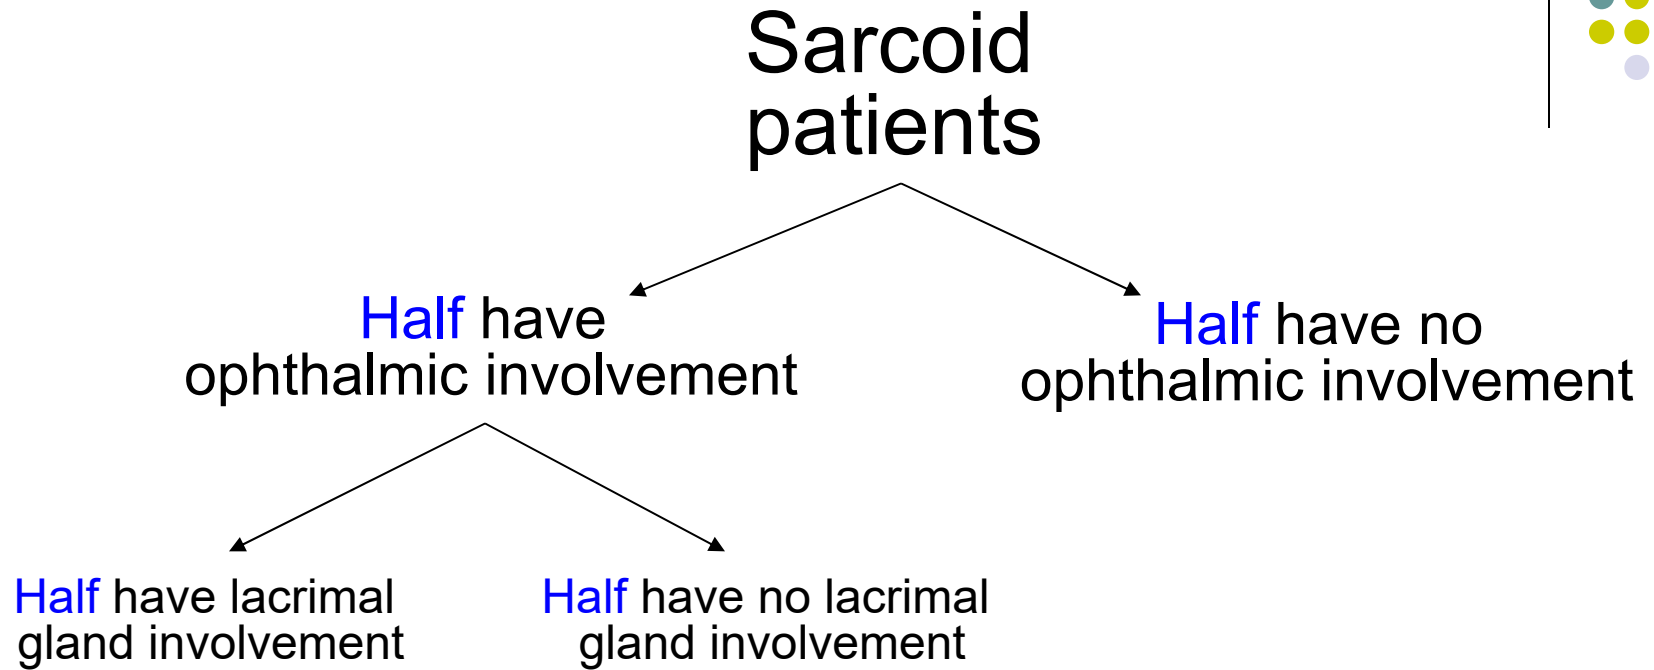 Sarcoid
patients
Half have
ophthalmic involvement
Half have no
ophthalmic involvement
Half have lacrimal
gland involvement
Half have no lacrimal
gland involvement